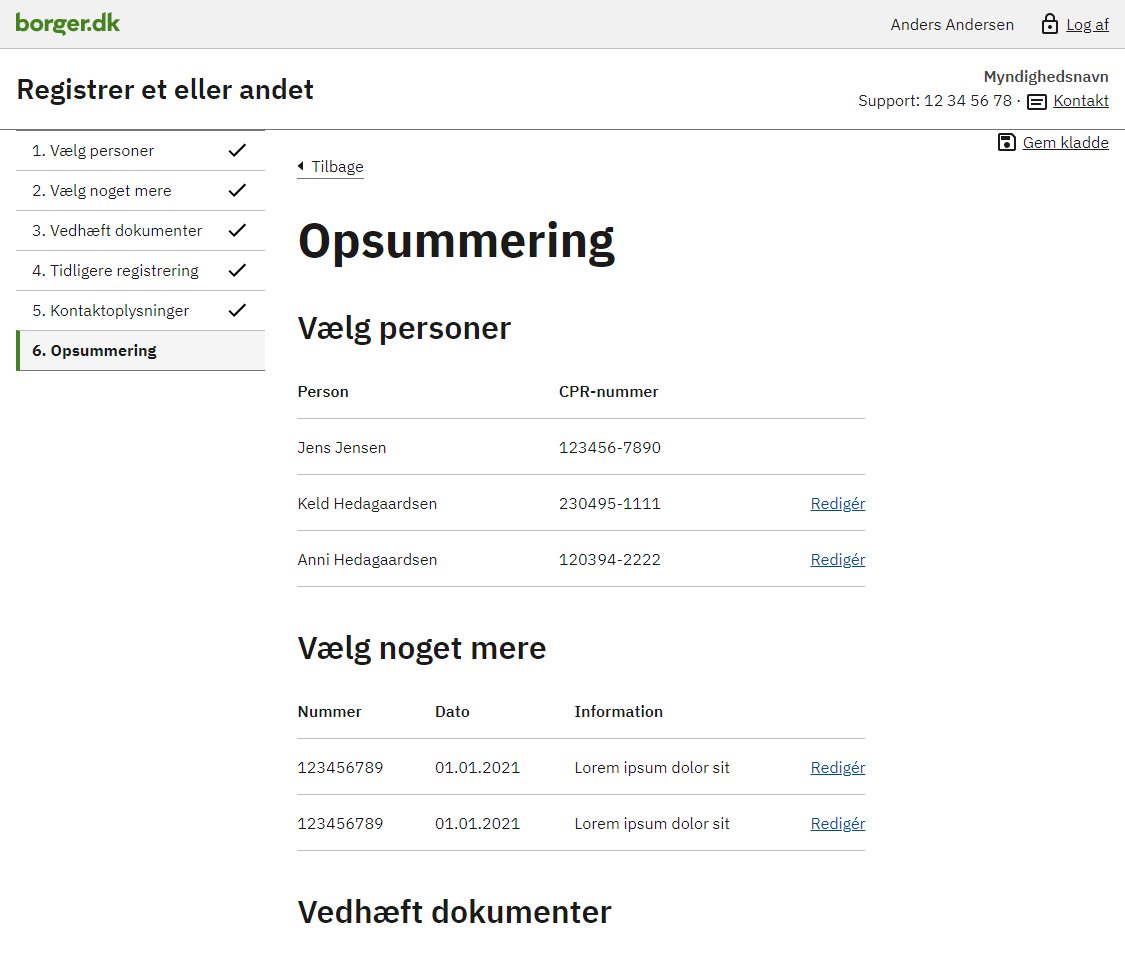 borger.dk
Anders Andersen Log af
Registrer et eller andet
Myndighedsnavn
Support: 12 34 56 78 · Kontakt
Gem kladde
1. Vælg personer
2. Vælg noget mere
3. Vedhæft dokumenter
4. Tidligere registrering
5. Kontaktoplysninger
6. Opsummering
Tilbage
Opsummering
Vælg personer
Person CPR-nummer
Jens Jensen 123456-7890
Keld Hedagaardsen 230495-1111 Redigér
Anni Hedagaardsen 120394-2222 Redigér
Vælg noget mere
Nummer Dato Information
123456789 01.01.2021 Lorem ipsum dolor sit Redigér
123456789 01.01.2021 Lorem ipsum dolor sit Redigér
Vedhæft dokumenter